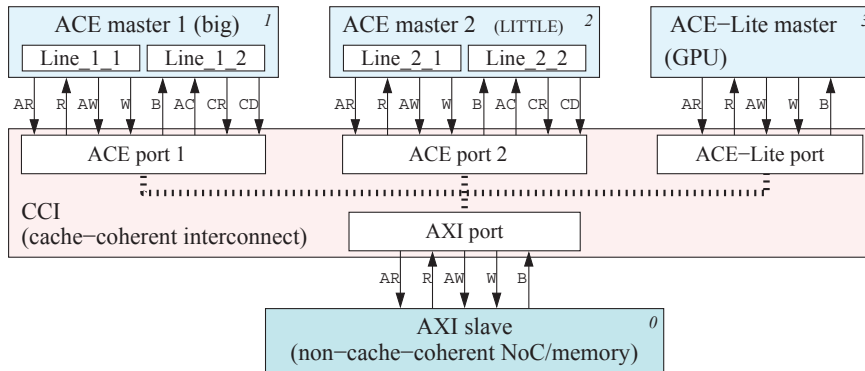 ACE master 1 (big) 1
Line_1_1 Line_1_2
ACE master 2 (LITTLE) 2
Line_2_1 Line_2_2
ACE−Lite master 3
(GPU)
AR R AW W B AC CR CD
AR R AW W B AC CR CD
AR R AW W B
ACE port 1
ACE port 2
ACE−Lite port
CCI
(cache−coherent interconnect)
AXI port
AR R AW W B
AXI slave 0
(non−cache−coherent NoC/memory)